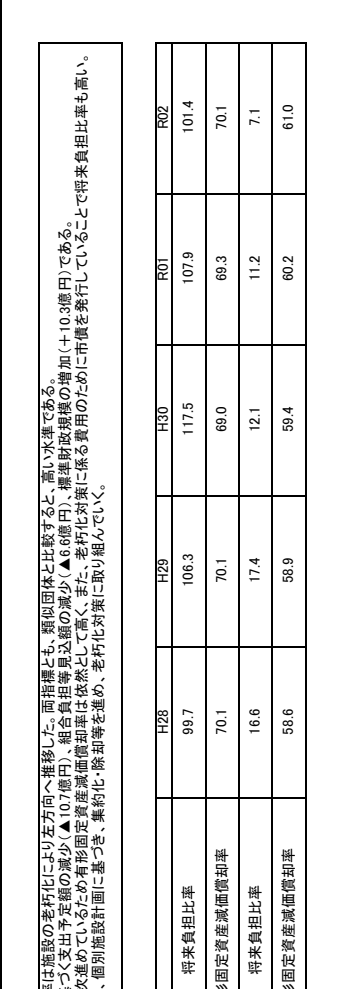 率は施設の老朽化により左方向へ推移した。両指標とも、類似団体と比較すると、高い水準である。
基づく支出予定額の減少(▲10.7億円)、組合負担等見込額の減少(▲6.6億円)、標準財政規模の増加(+10.3億円)である。
次進めているため有形固定資産減価償却率は依然として高く、また、老朽化対策に係る費用のために市債を発行していることで将来負担比率も高い。
、個別施設計画に基づき、集約化・除却等を進め、老朽化対策に取り組んでいく。
H28 H29 H30 R01 R02
将来負担比率 99.7 106.3 117.5 107.9 101.4
形固定資産減価償却率 70.1 70.1 69.0 69.3 70.1
将来負担比率 16.6 17.4 12.1 11.2 7.1
形固定資産減価償却率 58.6 58.9 59.4 60.2 61.0